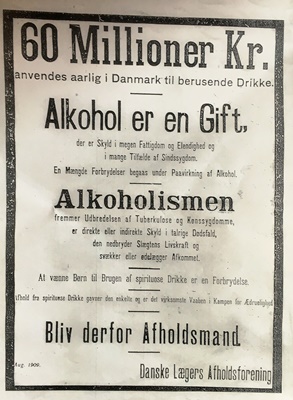 60 Millioner Kr.
anvendes aarlig i Danmark til berusende Drikke.
Alkohol er en Gift,
der er Skyld i megen Fattigdom og Elendighed og
i mange Tilfælde af Sindssygdom.
En Mængde Forbrydelser begaas under Paavirkning af Alkohol.
Alkoholismen
fremmer Udbredelsen af Tuberkulose og Kønssygdomme,
er direkte eller indirekte Skyld i talrige Dødsfald,
den nedbryder Slægtens Livskraft og
svækker eller ødelægger Afkommet.
At vænne Børn til Brugen af spirituøse Drikke er en Forbrydelse.
Afhold fra spirituøse Drikke gavner den enkelte og er det virksomste Vaaben i Kampen for Ædruelighed.
Bliv derfor Afholdsmand.
Aug. 1909.
Danske Lægers Afholdsforening